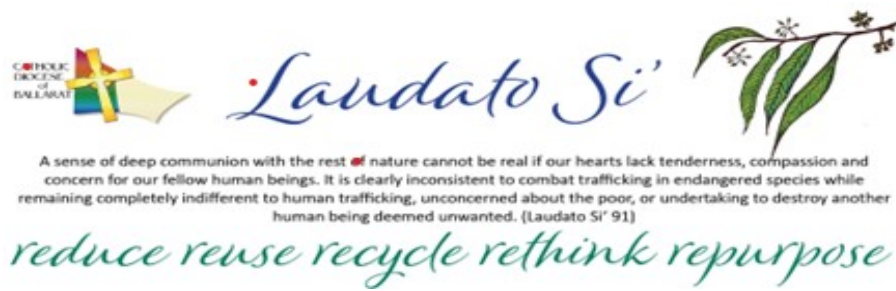 CATHOLIC
DIOCESE
of
BALLARAT
Laudato Si'
A sense of deep communion with the rest of nature cannot be real if our hearts lack tenderness, compassion and
concern for our fellow human beings. It is clearly inconsistent to combat trafficking in endangered species while
remaining completely indifferent to human trafficking, unconcerned about the poor, or undertaking to destroy another
human being deemed unwanted. (Laudato Si' 91)
reduce reuse recycle rethink repurpose